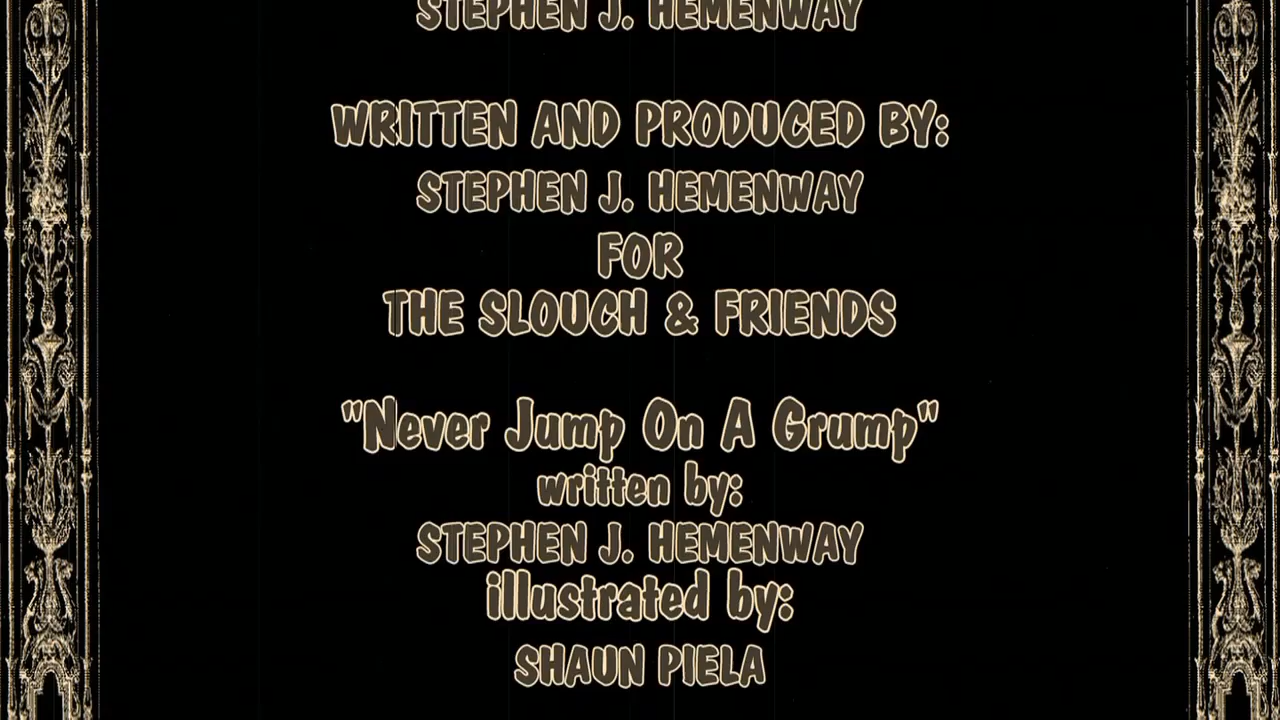 STEPHEN J. HEMENWAY
WRITTEN AND PRODUCED BY:
STEPHEN J. HEMENWAY
FOR
THE SLOUCH & FRIENDS
"Never Jump On A Grump"
written by:
STEPHEN J. HEMENWAY
illustrated by:
SHAUN PIELA